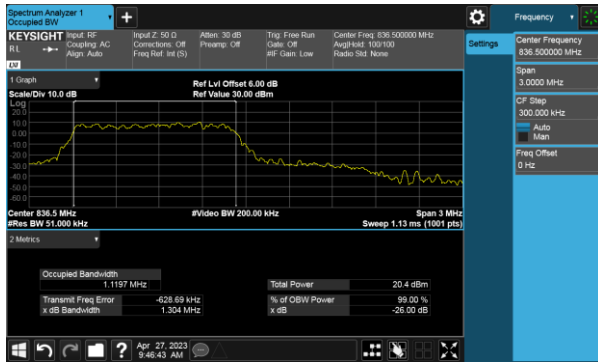 Spectrum Analyzer 1
Occupied BW
+
Frequency
KEYSIGHT
Input: RF
Input Z: 50 Ω
Atten: 30 dB
Trig: Free Run
Center Freq: 836.500000 MHz
RL
Coupling: AC
Corrections: Off
Preamp: Off
Gate: Off
Avg|Hold: 100/100
Align: Auto
Freq Ref: Int (S)
#IF Gain: Low
Radio Std: None
LXI
Settings
Center Frequency
836.500000 MHz
Span
3.0000 MHz
CF Step
300.000 kHz
Auto
Man
Freq Offset
0 Hz
1 Graph
Ref Lvl Offset 6.00 dB
Scale/Div 10.0 dB
Ref Value 30.00 dBm
Log
20.0
10.0
0.00
-10.0
-20.0
-30.0
-40.0
-50.0
-60.0
Center 836.5 MHz
#Video BW 200.00 kHz
Span 3 MHz
#Res BW 51.000 kHz
Sweep 1.13 ms (1001 pts)
2 Metrics
Occupied Bandwidth
1.1197 MHz
Total Power
20.4 dBm
Transmit Freq Error
-628.69 kHz
% of OBW Power
99.00 %
x dB Bandwidth
1.304 MHz
x dB
-26.00 dB
?
Apr 27, 2023
9:46:43 AM